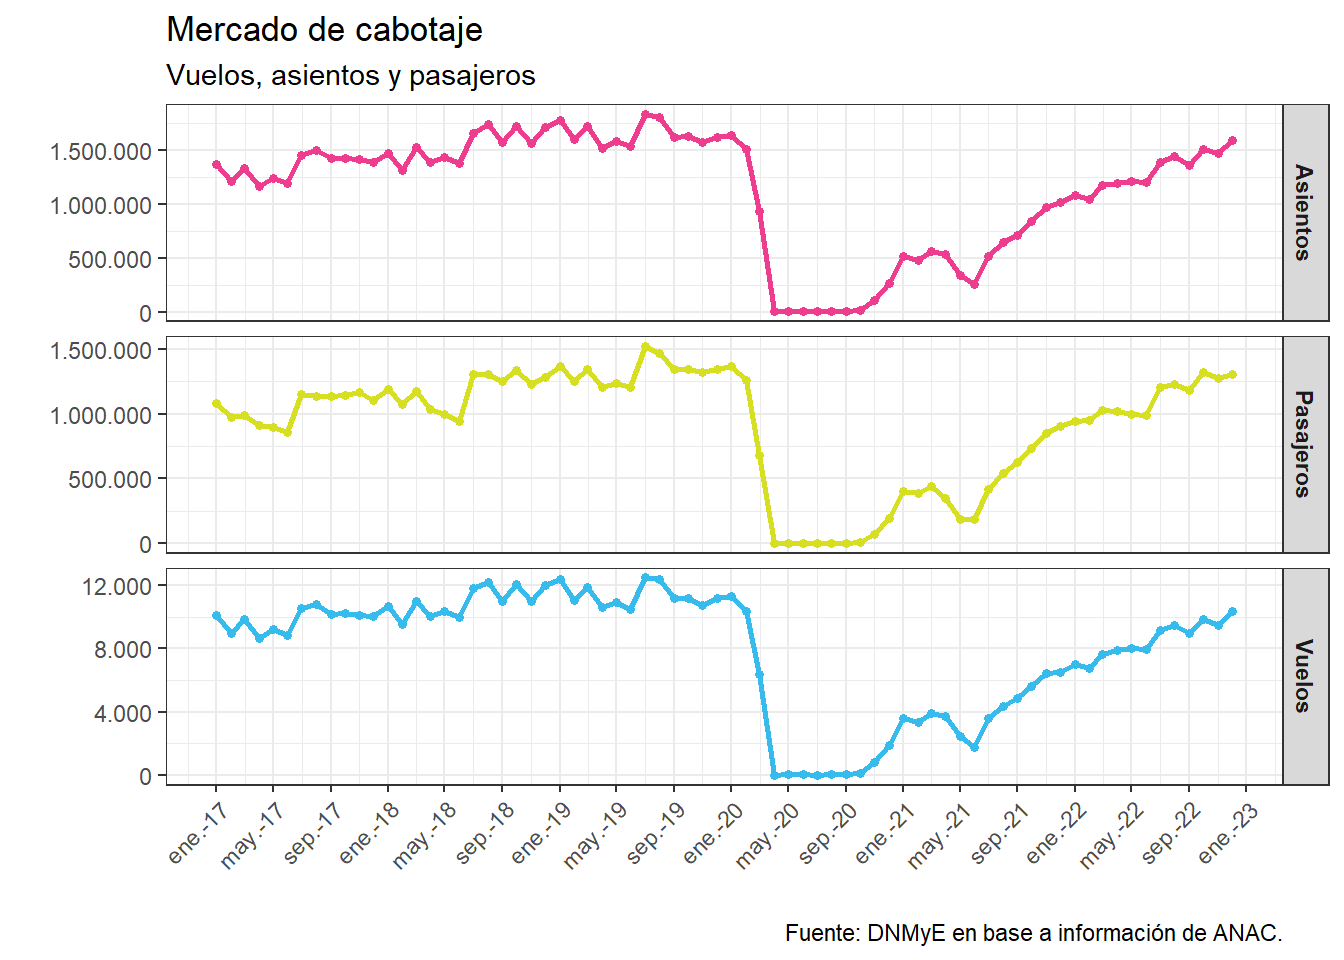 Mercado de cabotaje
Vuelos, asientos y pasajeros
1.500.000
1.000.000
500.000
0
Asientos
1.500.000
1.000.000
500.000
0
Pasajeros
12.000
8.000
4.000
0
Vuelos
ene.-17
may.-17
sep.-17
ene.-18
may.-18
sep.-18
ene.-19
may.-19
sep.-19
ene.-20
may.-20
sep.-20
ene.-21
may.-21
sep.-21
ene.-22
may.-22
sep.-22
ene.-23
Fuente: DNMyE en base a información de ANAC.